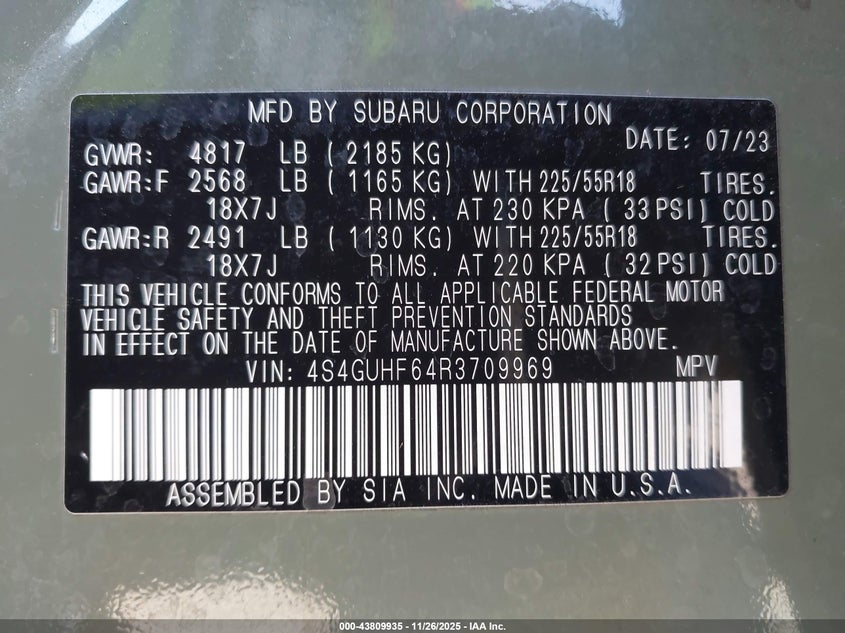 MFD BY SUBARU CORPORATION
DATE: 07/23
GVWR: 4817 LB ( 2185 KG)
GAWR:F 2568 LB ( 1165 KG) WITH 225/55R18 TIRES.
18X7J RIMS. AT 230 KPA ( 33 PSI) COLD
GAWR:R 2491 LB ( 1130 KG) WITH 225/55R18 TIRES.
18X7J RIMS. AT 220 KPA ( 32 PSI) COLD
THIS VEHICLE CONFORMS TO ALL APPLICABLE FEDERAL MOTOR
VEHICLE SAFETY AND THEFT PREVENTION STANDARDS
IN EFFECT ON THE DATE OF MANUFACTURE SHOWN ABOVE.
VIN: 4S4GUHF64R3709969 MPV
ASSEMBLED BY SIA INC. MADE IN U.S.A.
000-43809935 - 11/26/2025 - IAA Inc.